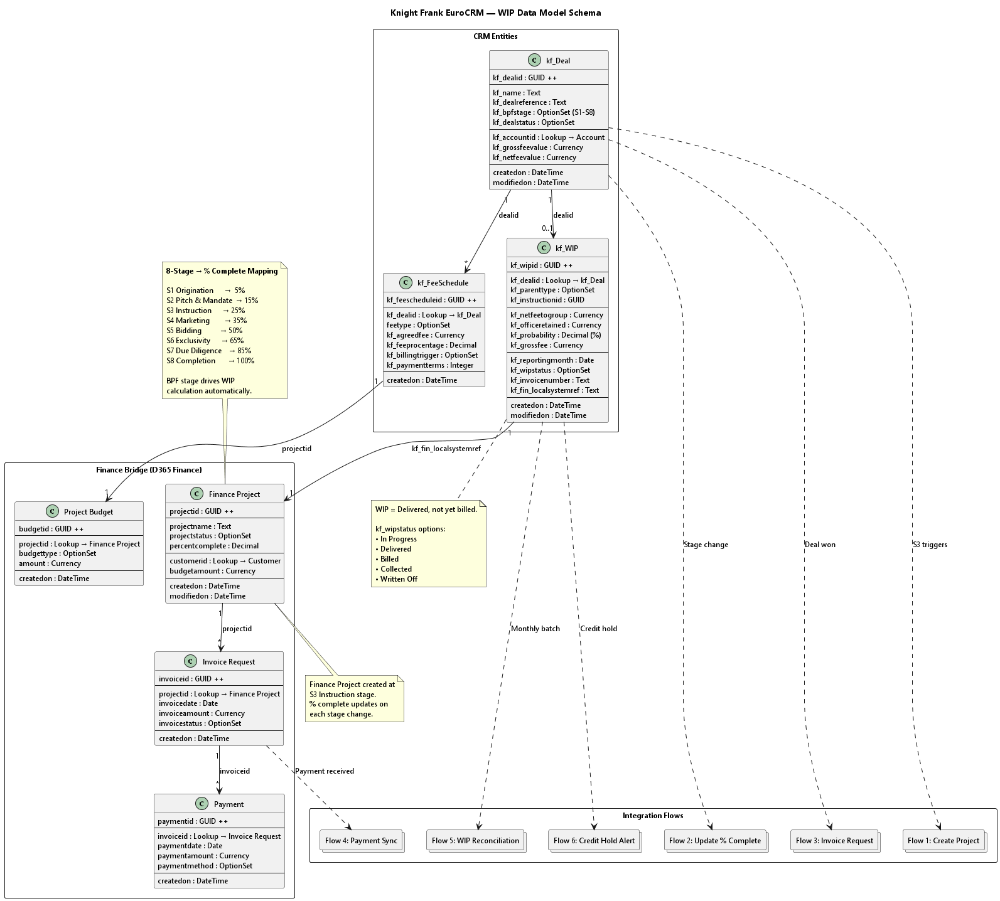 Knight Frank EuroCRM — WIP Data Model Schema
CRM Entities
C kf_Deal
kf_dealid : GUID ++
kf_name : Text
kf_dealreference : Text
kf_bpfstage : OptionSet (S1-S8)
kf_dealstatus : OptionSet
kf_accountid : Lookup → Account
kf_grossfeevalue : Currency
kf_netfeevalue : Currency
createdon : DateTime
modifiedon : DateTime
1
dealid
*
1
dealid
0..1
C kf_FeeSchedule
kf_feescheduleid : GUID ++
kf_dealid : Lookup → kf_Deal
feetype : OptionSet
kf_agreedfee : Currency
kf_feeprocentage : Decimal
kf_billingtrigger : OptionSet
kf_paymentterms : Integer
createdon : DateTime
C kf_WIP
kf_wipid : GUID ++
kf_dealid : Lookup → kf_Deal
kf_parenttype : OptionSet
kf_instructionid : GUID
kf_netfeetogroup : Currency
kf_officeretained : Currency
kf_probability : Decimal (%)
kf_grossfee : Currency
kf_reportingmonth : Date
kf_wipstatus : OptionSet
kf_invoicenumber : Text
kf_fin_localsystemref : Text
createdon : DateTime
modifiedon : DateTime
8-Stage → % Complete Mapping
S1 Origination → 5%
S2 Pitch & Mandate → 15%
S3 Instruction → 25%
S4 Marketing → 35%
S5 Bidding → 50%
S6 Exclusivity → 65%
S7 Due Diligence → 85%
S8 Completion → 100%
BPF stage drives WIP
calculation automatically.
1
projectid
1
1
kf_fin_localsystemref
1
Finance Bridge (D365 Finance)
C Project Budget
budgetid : GUID ++
projectid : Lookup → Finance Project
budgettype : OptionSet
amount : Currency
createdon : DateTime
C Finance Project
projectid : GUID ++
projectname : Text
projectstatus : OptionSet
percentcomplete : Decimal
customerid : Lookup → Customer
budgetamount : Currency
createdon : DateTime
modifiedon : DateTime
WIP = Delivered, not yet billed.
kf_wipstatus options:
• In Progress
• Delivered
• Billed
• Collected
• Written Off
Stage change
Deal won
S3 triggers
1
projectid
*
Monthly batch
Credit hold
C Invoice Request
invoiceid : GUID ++
projectid : Lookup → Finance Project
invoicedate : Date
invoiceamount : Currency
invoicestatus : OptionSet
createdon : DateTime
Finance Project created at
S3 Instruction stage.
% complete updates on
each stage change.
1
invoiceid
*
Payment received
C Payment
paymentid : GUID ++
invoiceid : Lookup → Invoice Request
paymentdate : Date
paymentamount : Currency
paymentmethod : OptionSet
createdon : DateTime
Integration Flows
Flow 4: Payment Sync
Flow 5: WIP Reconciliation
Flow 6: Credit Hold Alert
Flow 2: Update % Complete
Flow 3: Invoice Request
Flow 1: Create Project